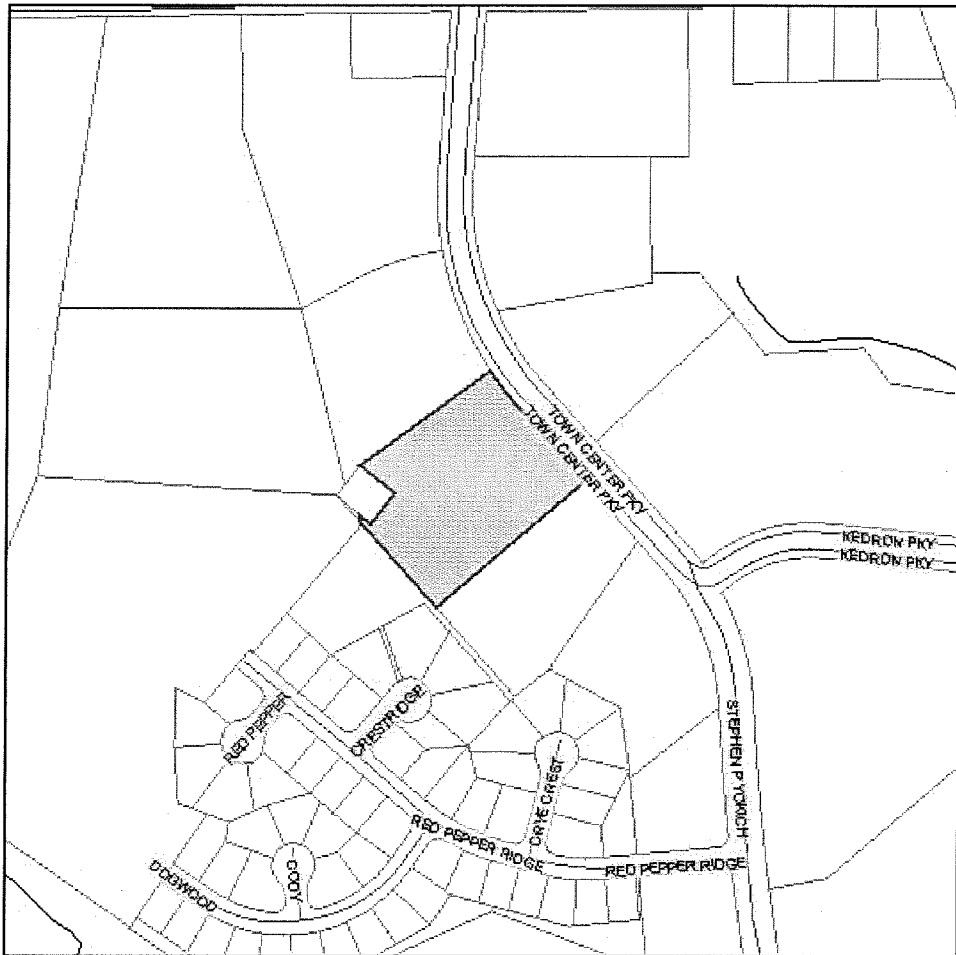 TOWN CENTER PKY
TOWN CENTER PKY
KEDRON PKY
KEDRON PKY
RED PEPPER
CRESTRIDGE
STEPHEN P YOKICH
CRYE CREST
RED PEPPER RIDGE
RED PEPPER RIDGE
DOGWOOD
CODY